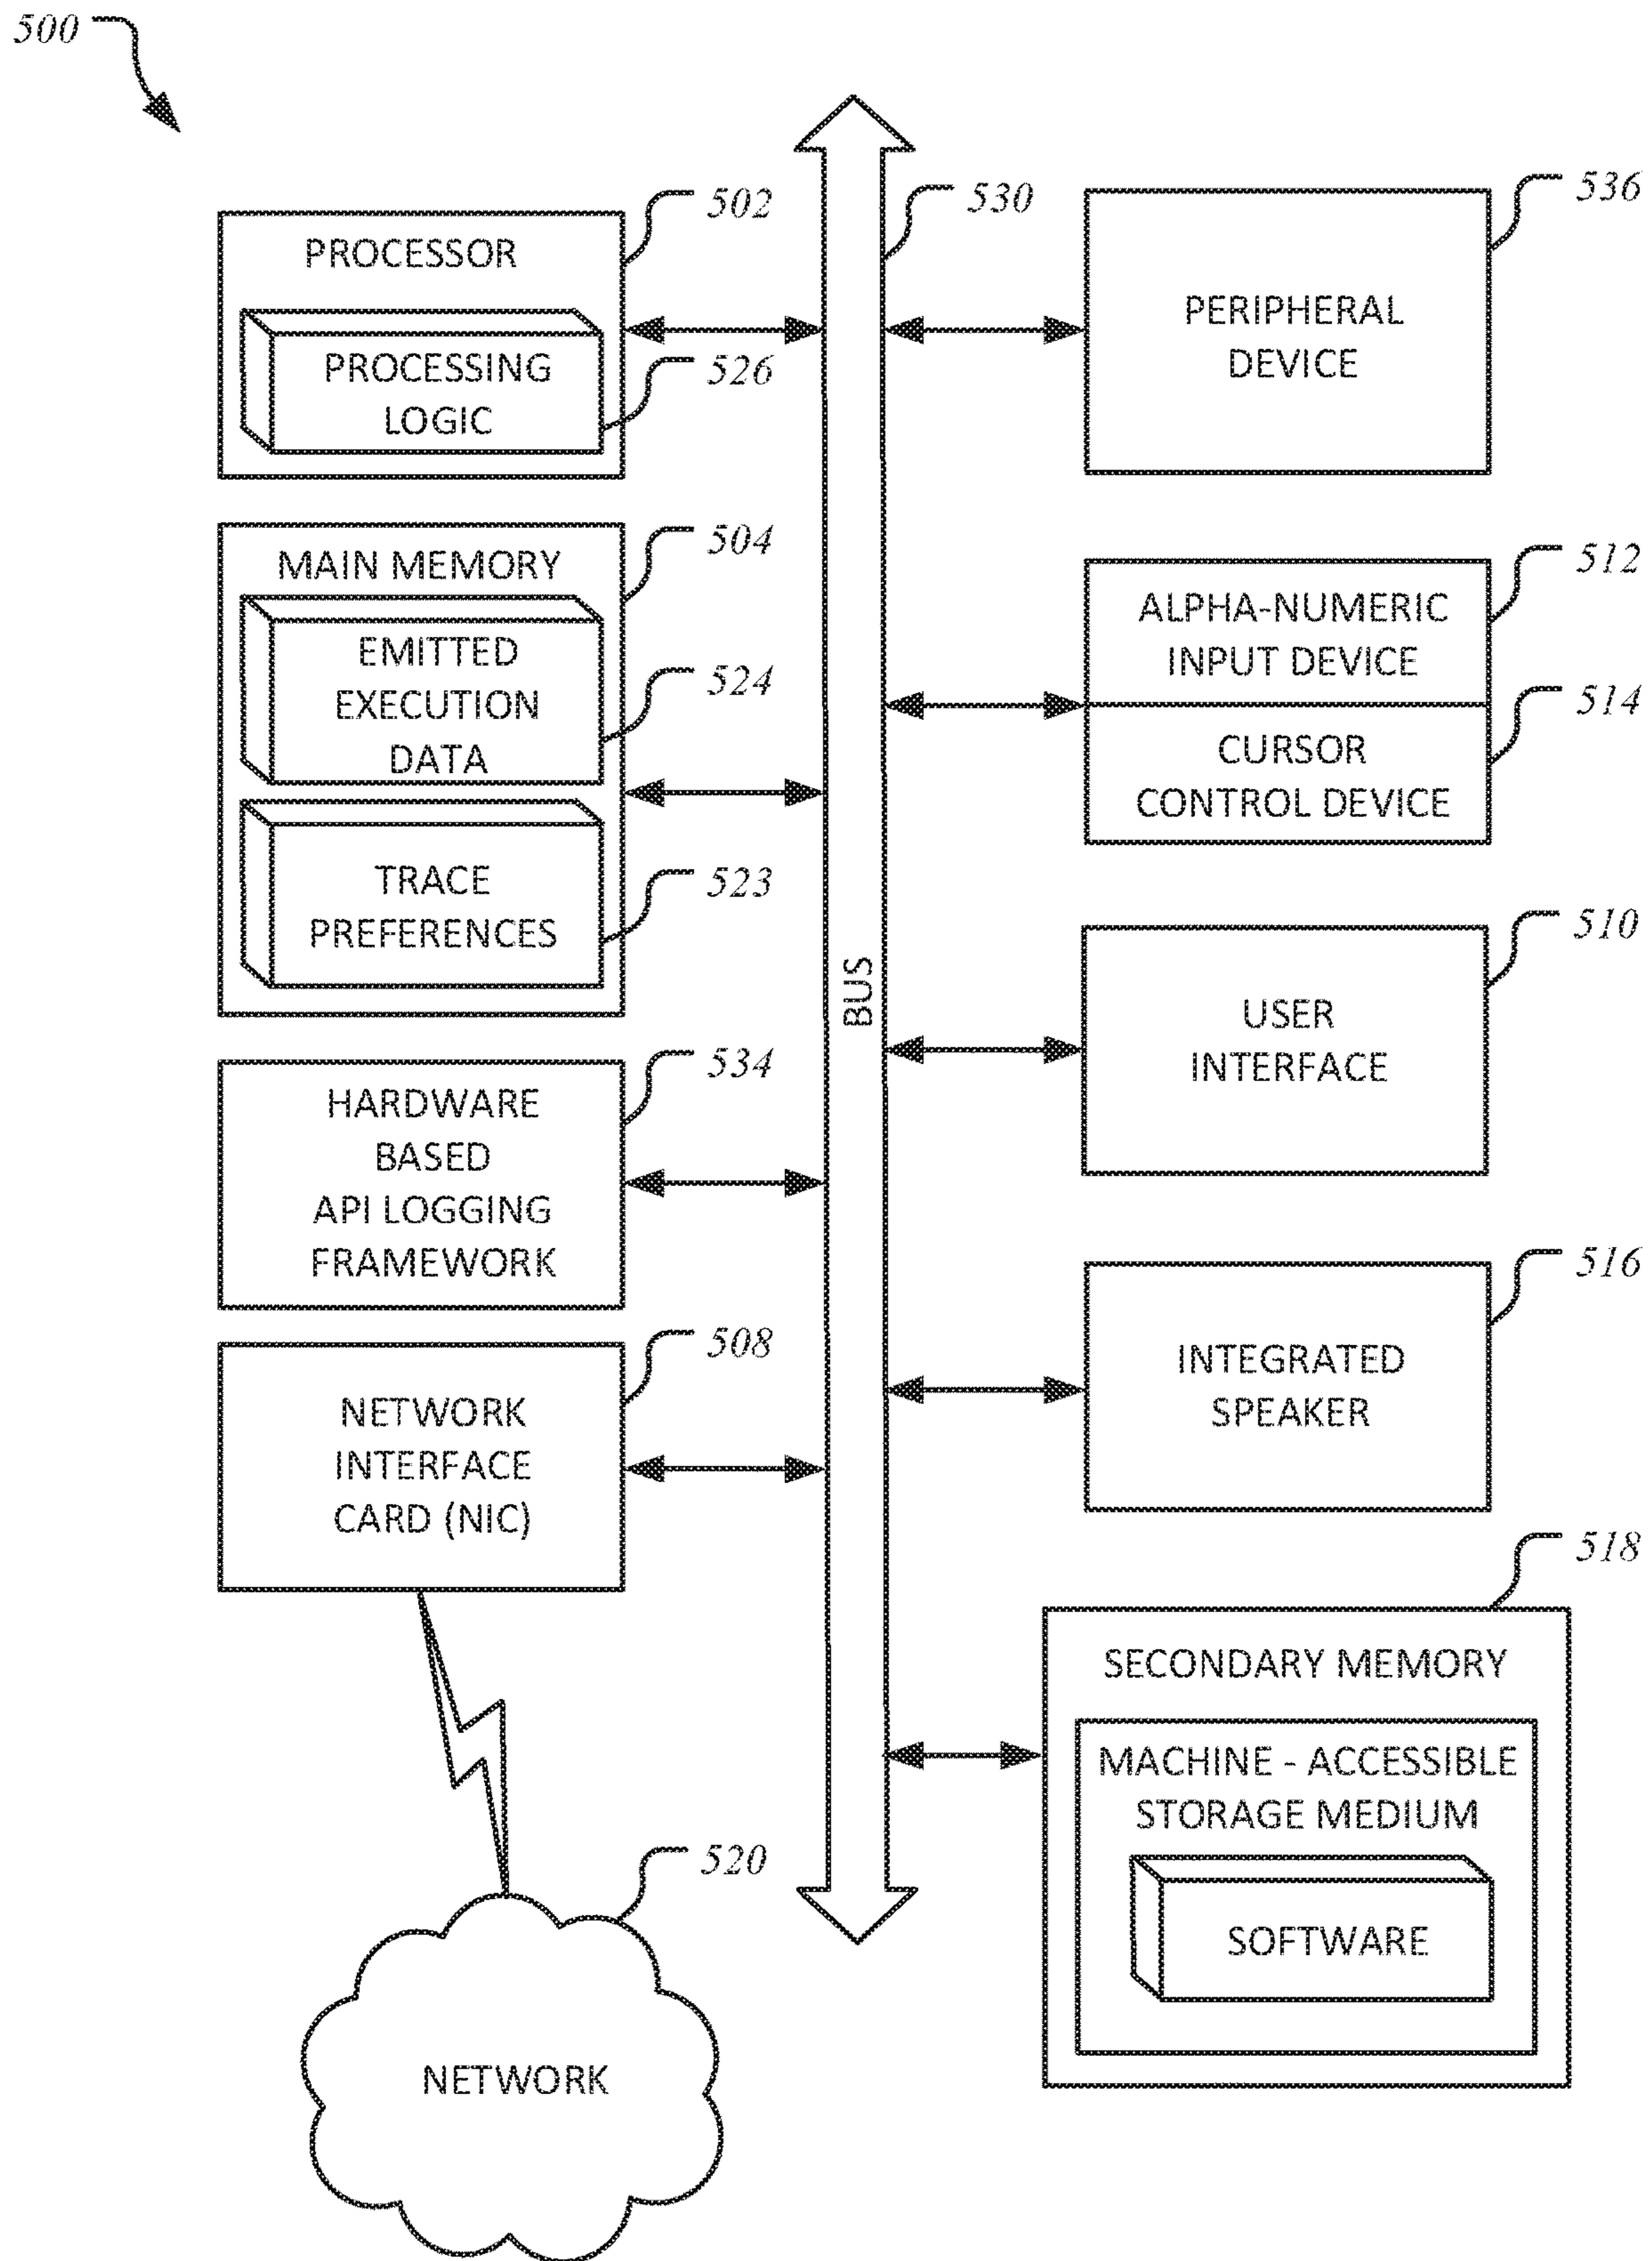 500
502
PROCESSOR
PROCESSING
LOGIC
526
504
MAIN MEMORY
EMITTED
EXECUTION
DATA
524
TRACE
PREFERENCES
523
534
HARDWARE
BASED
API LOGGING
FRAMEWORK
508
NETWORK
INTERFACE
CARD (NIC)
520
NETWORK
530
BUS
536
PERIPHERAL
DEVICE
512
ALPHA-NUMERIC
INPUT DEVICE
514
CURSOR
CONTROL DEVICE
510
USER
INTERFACE
516
INTEGRATED
SPEAKER
518
SECONDARY MEMORY
MACHINE - ACCESSIBLE
STORAGE MEDIUM
SOFTWARE